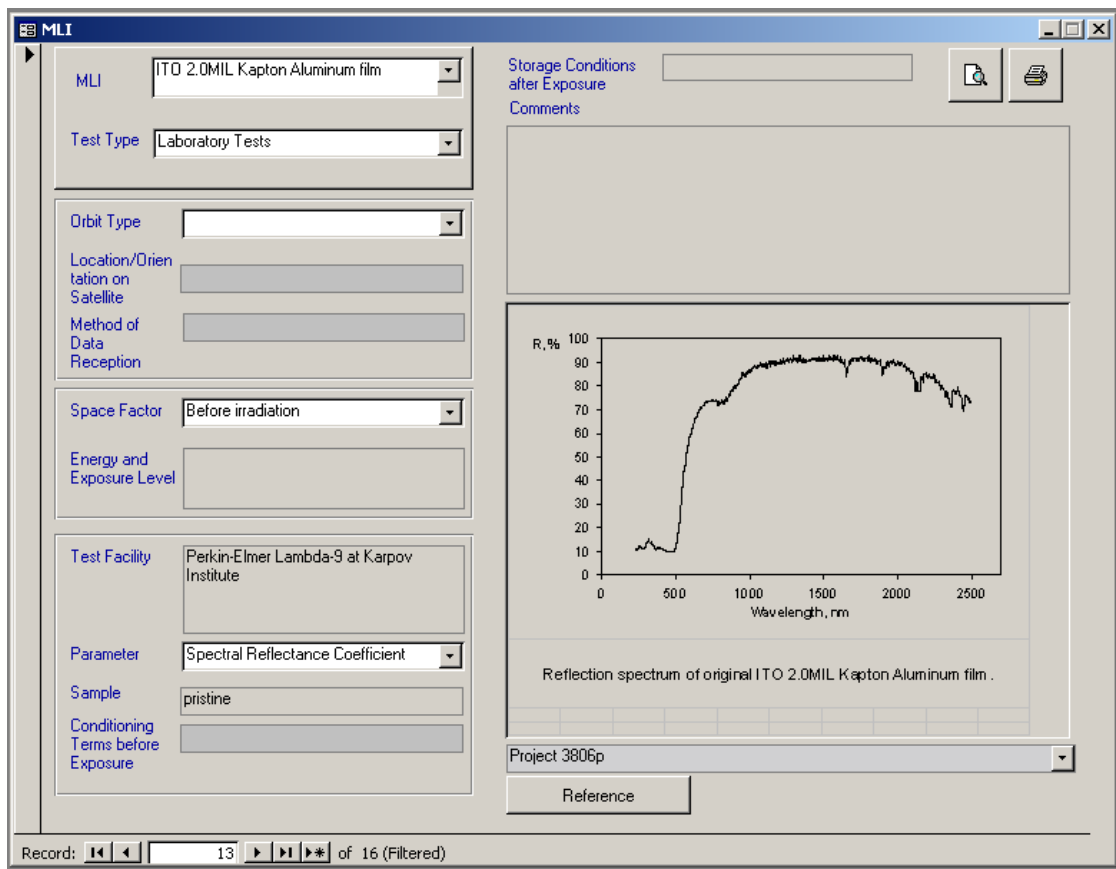 MLI
MLI
ITO 2.0MIL Kapton Aluminum film
Test Type
Laboratory Tests
Orbit Type
Location/Orien
tation on
Satellite
Method of
Data
Reception
Space Factor
Before irradiation
Energy and
Exposure Level
Test Facility
Perkin-Elmer Lambda-9 at Karpov
Institute
Parameter
Spectral Reflectance Coefficient
Sample
pristine
Conditioning
Terms before
Exposure
Storage Conditions
after Exposure
Comments
R,%
100
90
80
70
60
50
40
30
20
10
0
0 500 1000 1500 2000 2500
Wavelength, nm
Reflection spectrum of original ITO 2.0MIL Kapton Aluminum film .
Project 3806p
Reference
Record: 13 of 16 (Filtered)